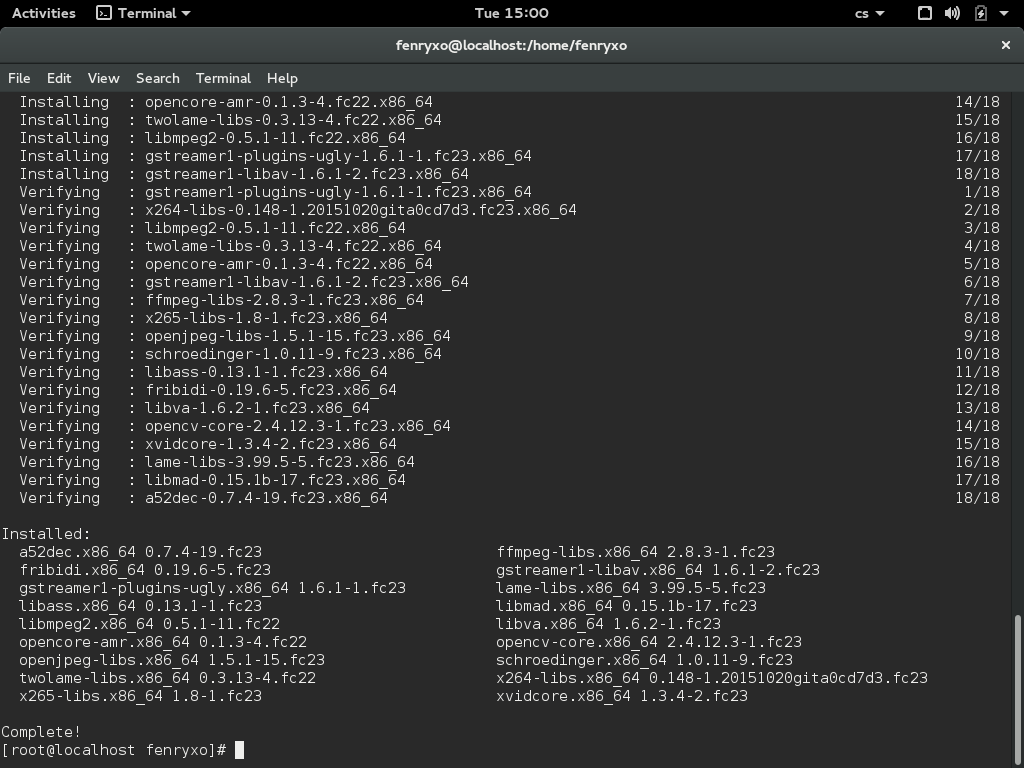 Activities Terminal Tue 15:00 cs
fenryxo@localhost:/home/fenryxo ×
File Edit View Search Terminal Help
Installing : opencore-amr-0.1.3-4.fc22.x86_64 14/18
Installing : twolame-libs-0.3.13-4.fc22.x86_64 15/18
Installing : libmpeg2-0.5.1-11.fc22.x86_64 16/18
Installing : gstreamer1-plugins-ugly-1.6.1-1.fc23.x86_64 17/18
Installing : gstreamer1-libav-1.6.1-2.fc23.x86_64 18/18
Verifying : gstreamer1-plugins-ugly-1.6.1-1.fc23.x86_64 1/18
Verifying : x264-libs-0.148-1.20151020gita0cd7d3.fc23.x86_64 2/18
Verifying : libmpeg2-0.5.1-11.fc22.x86_64 3/18
Verifying : twolame-libs-0.3.13-4.fc22.x86_64 4/18
Verifying : opencore-amr-0.1.3-4.fc22.x86_64 5/18
Verifying : gstreamer1-libav-1.6.1-2.fc23.x86_64 6/18
Verifying : ffmpeg-libs-2.8.3-1.fc23.x86_64 7/18
Verifying : x265-libs-1.8-1.fc23.x86_64 8/18
Verifying : openjpeg-libs-1.5.1-15.fc23.x86_64 9/18
Verifying : schroedinger-1.0.11-9.fc23.x86_64 10/18
Verifying : libass-0.13.1-1.fc23.x86_64 11/18
Verifying : fribidi-0.19.6-5.fc23.x86_64 12/18
Verifying : libva-1.6.2-1.fc23.x86_64 13/18
Verifying : opencv-core-2.4.12.3-1.fc23.x86_64 14/18
Verifying : xvidcore-1.3.4-2.fc23.x86_64 15/18
Verifying : lame-libs-3.99.5-5.fc23.x86_64 16/18
Verifying : libmad-0.15.1b-17.fc23.x86_64 17/18
Verifying : a52dec-0.7.4-19.fc23.x86_64 18/18
Installed:
a52dec.x86_64 0.7.4-19.fc23 ffmpeg-libs.x86_64 2.8.3-1.fc23
fribidi.x86_64 0.19.6-5.fc23 gstreamer1-libav.x86_64 1.6.1-2.fc23
gstreamer1-plugins-ugly.x86_64 1.6.1-1.fc23 lame-libs.x86_64 3.99.5-5.fc23
libass.x86_64 0.13.1-1.fc23 libmad.x86_64 0.15.1b-17.fc23
libmpeg2.x86_64 0.5.1-11.fc22 libva.x86_64 1.6.2-1.fc23
opencore-amr.x86_64 0.1.3-4.fc22 opencv-core.x86_64 2.4.12.3-1.fc23
openjpeg-libs.x86_64 1.5.1-15.fc23 schroedinger.x86_64 1.0.11-9.fc23
twolame-libs.x86_64 0.3.13-4.fc22 x264-libs.x86_64 0.148-1.20151020gita0cd7d3.fc23
x265-libs.x86_64 1.8-1.fc23 xvidcore.x86_64 1.3.4-2.fc23
Complete!
[root@localhost fenryxo]#